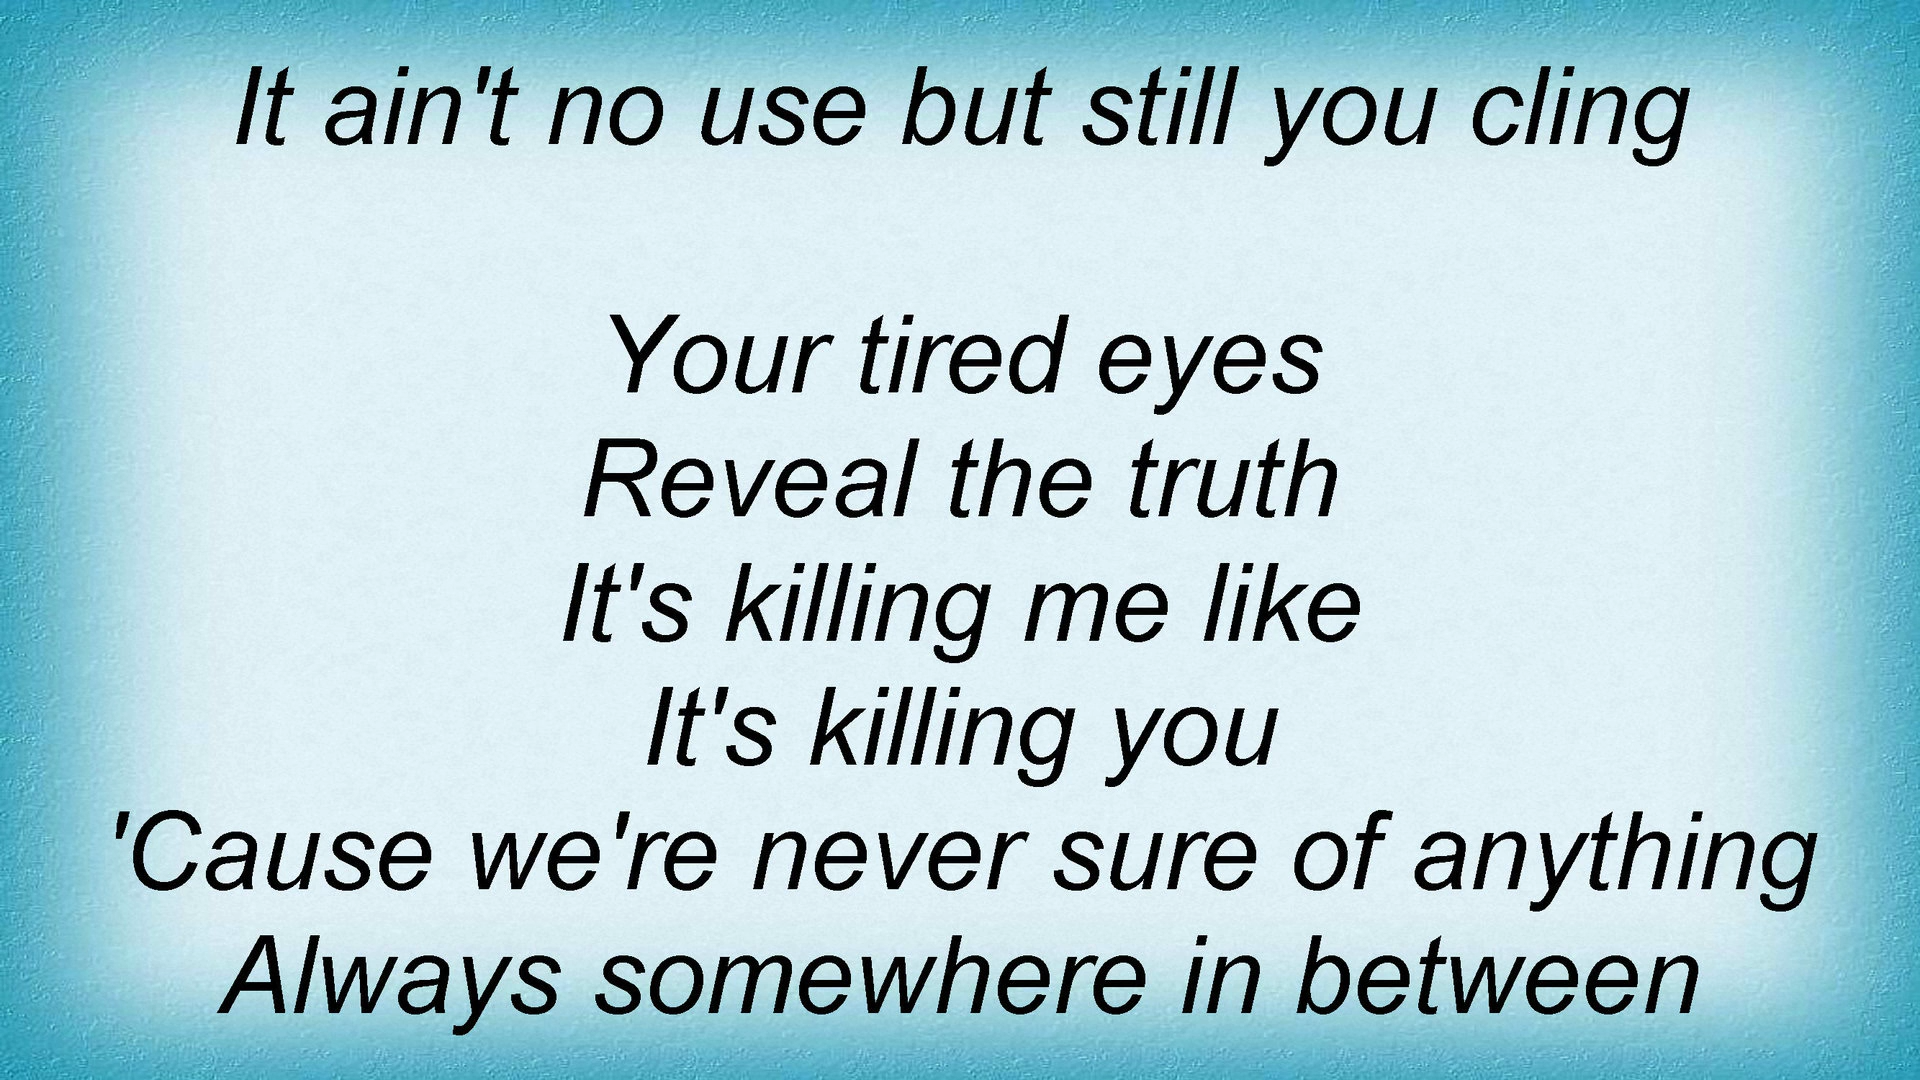 It ain't no use but still you cling
Your tired eyes
Reveal the truth
It's killing me like
It's killing you
'Cause we're never sure of anything
Always somewhere in between